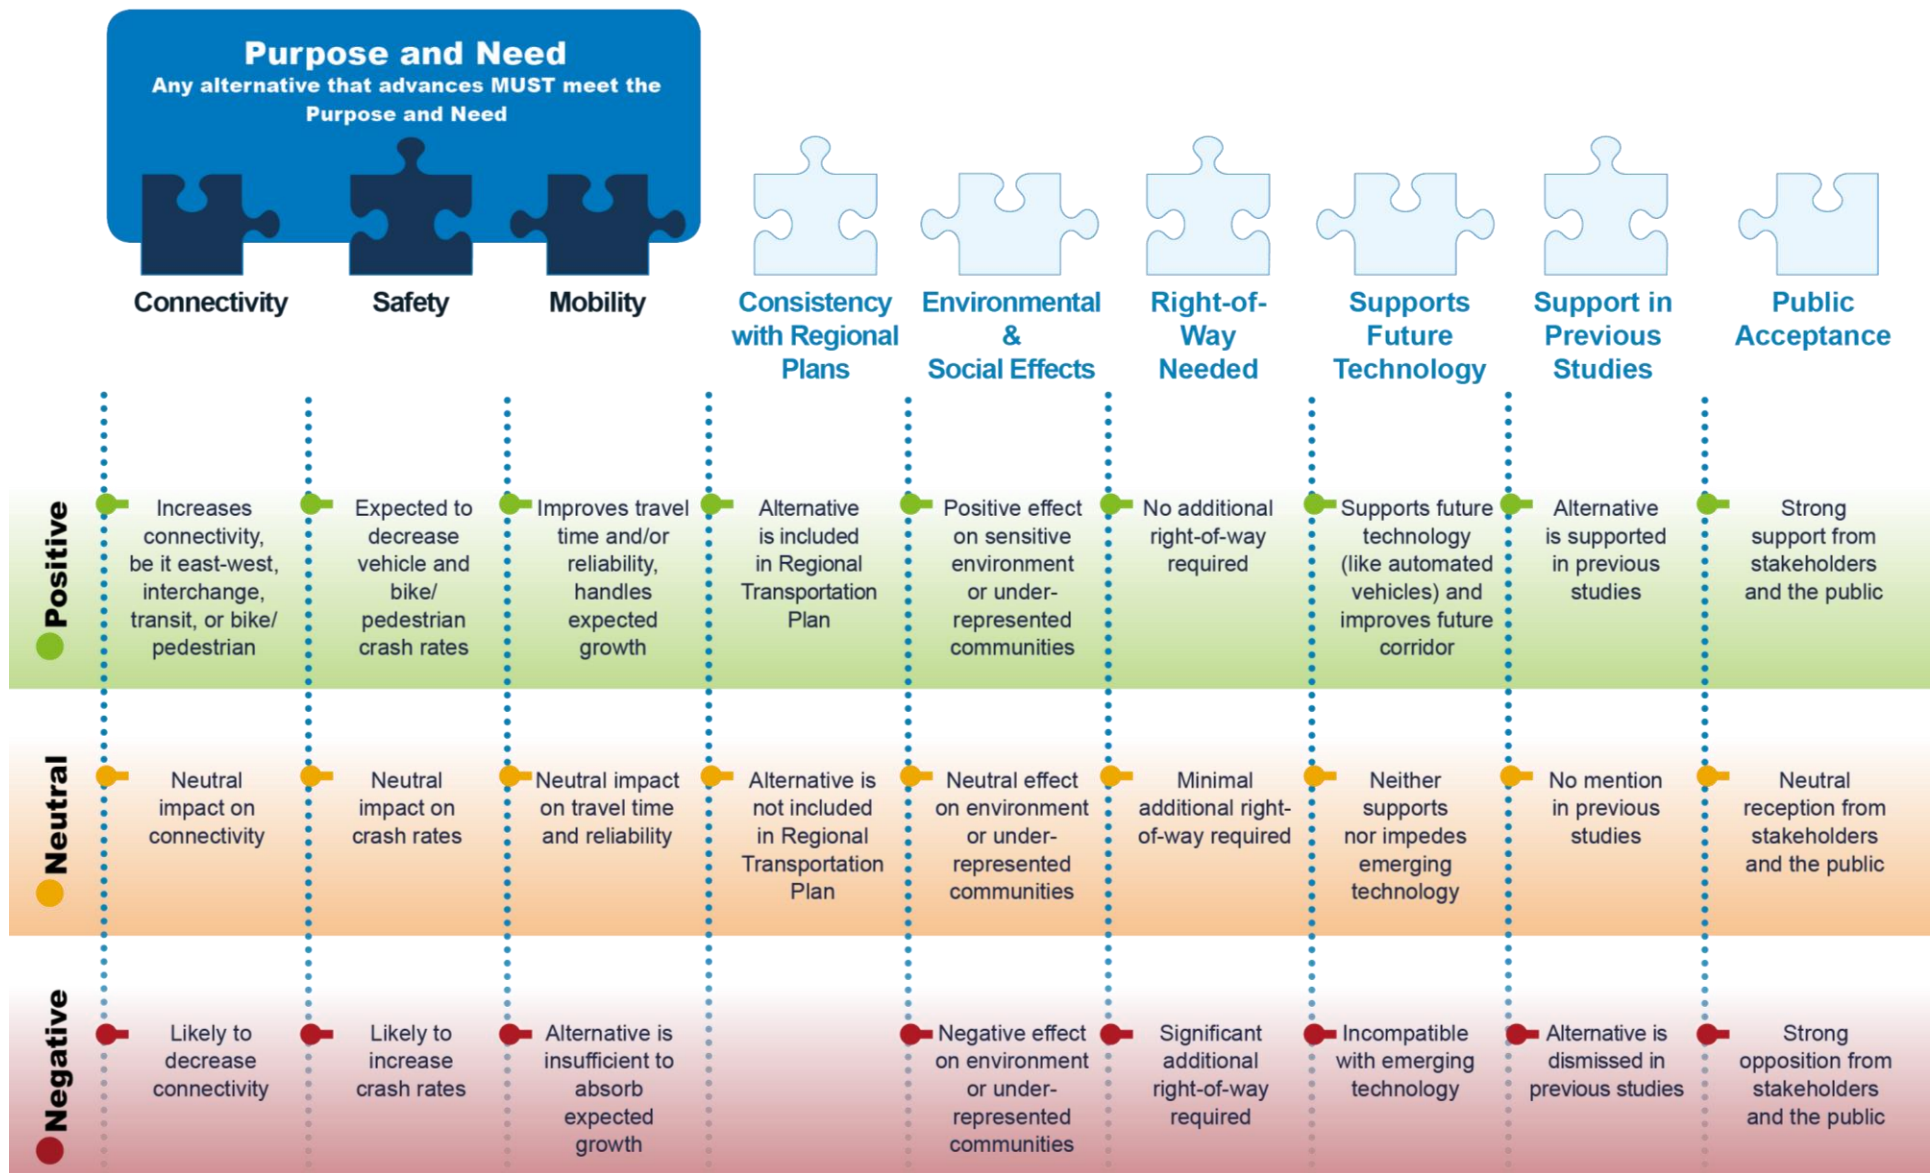 Purpose and Need
Any alternative that advances MUST meet the
Purpose and Need
Connectivity
Safety
Mobility
Consistency
with Regional
Plans
Environmental
&
Social Effects
Right-of-
Way
Needed
Supports
Future
Technology
Support in
Previous
Studies
Public
Acceptance
Positive
Increases
connectivity,
be it east-west,
interchange,
transit, or bike/
pedestrian
Expected to
decrease
vehicle and
bike/
pedestrian
crash rates
Improves travel
time and/or
reliability,
handles
expected
growth
Alternative
is included
in Regional
Transportation
Plan
Positive effect
on sensitive
environment
or under-
represented
communities
No additional
right-of-way
required
Supports future
technology
(like automated
vehicles) and
improves future
corridor
Alternative
is supported
in previous
studies
Strong
support from
stakeholders
and the public
Neutral
Neutral
impact on
connectivity
Neutral
impact on
crash rates
Neutral impact
on travel time
and reliability
Alternative is
not included
in Regional
Transportation
Plan
Neutral effect
on environment
or under-
represented
communities
Minimal
additional right-
of-way required
Neither
supports
nor impedes
emerging
technology
No mention
in previous
studies
Neutral
reception from
stakeholders
and the public
Negative
Likely to
decrease
connectivity
Likely to
increase
crash rates
Alternative is
insufficient to
absorb
expected
growth
Negative effect
on environment
or under-
represented
communities
Significant
additional
right-of-way
required
Incompatible
with emerging
technology
Alternative is
dismissed in
previous studies
Strong
opposition from
stakeholders
and the public